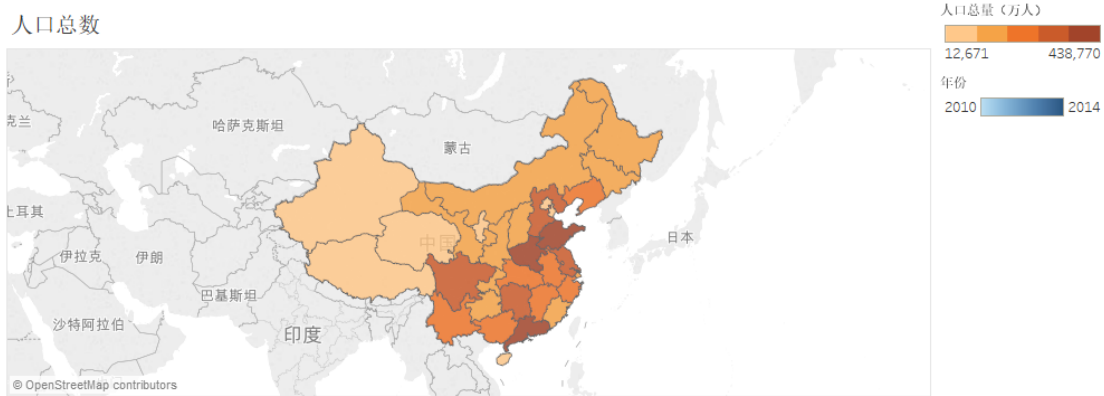 人口总数
人口总量（万人）
12,671 438,770
年份
2010 2014
克兰
哈萨克斯坦
蒙古
土耳其
中国
日本
伊拉克
伊朗
巴基斯坦
沙特阿拉伯
印度
© OpenStreetMap contributors